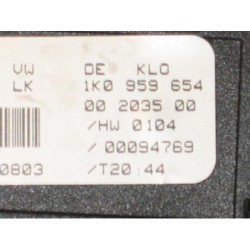 VW DE KLO
LK 1K0 959 654
00 2035 00
/HW 0104
/00094769
0803 /T20:44